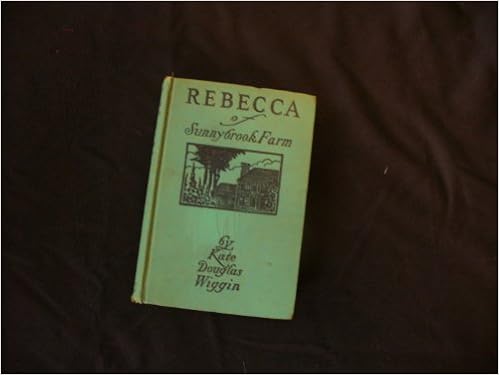 REBECCA
of
Sunnybrook Farm
by
Kate
Douglas
Wiggin